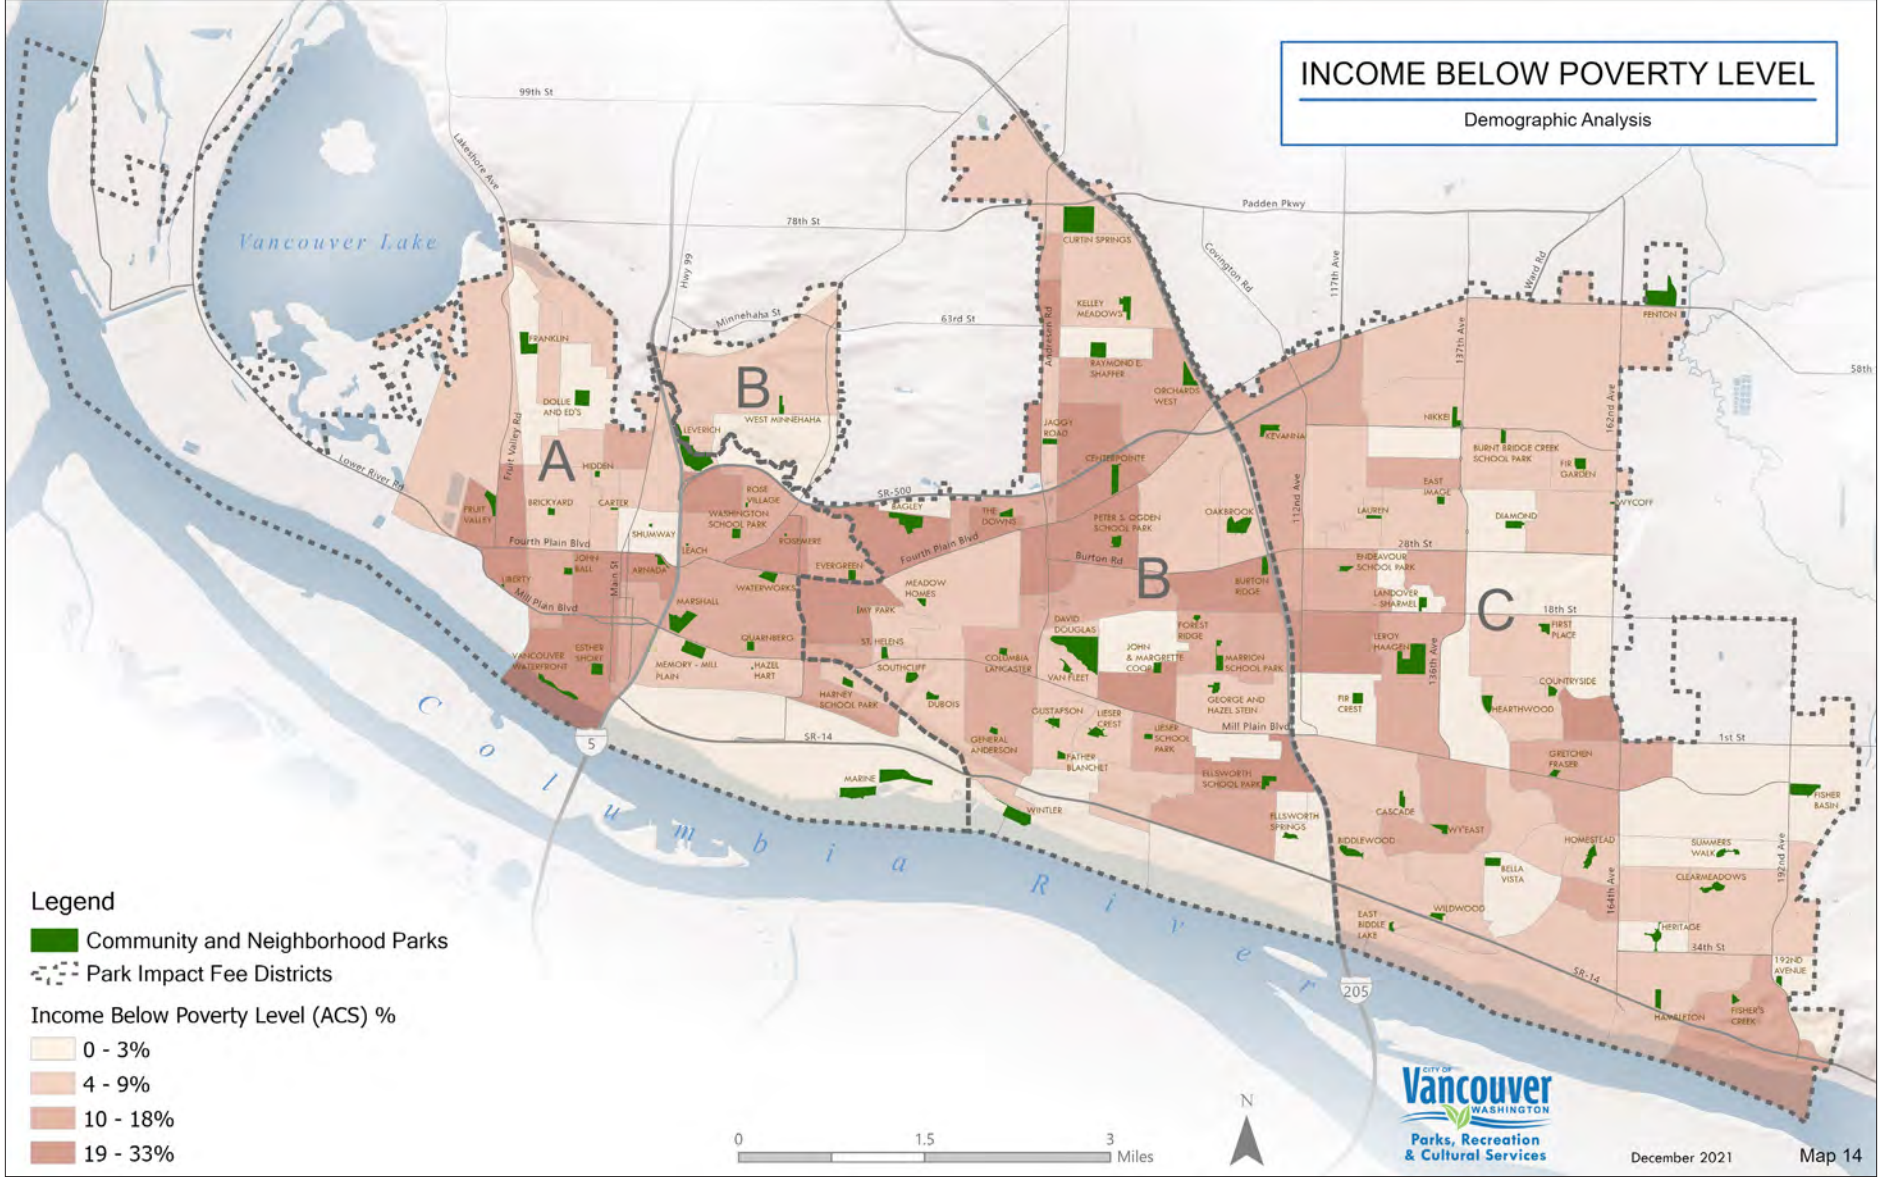 INCOME BELOW POVERTY LEVEL
Demographic Analysis
99th St
Lakeshore Ave
78th St
Padden Pkwy
Hwy 99
Covington Rd
117th Ave
Ward Rd
Vancouver Lake
CURTIN SPRINGS
Minnehaha St
63rd St
KELLEY
MEADOWS
Andresen Rd
137th Ave
FENTON
58th
FRANKLIN
RAYMOND E.
SHAFFER
ORCHARDS
WEST
DOLLIE
AND ED'S
B
WEST MINNEHAHA
LEVERICH
JAGGY
ROAD
NIKKEI
KEVANNA
162nd Ave
BURNT BRIDGE CREEK
SCHOOL PARK
Fruit Valley Rd
A
HIDDEN
CENTERPOINTE
FIR
GARDEN
Lower River Rd
SR-500
ROSE
VILLAGE
EAST
IMAGE
FRUIT
VALLEY
BRICKYARD
CARTER
WASHINGTON
SCHOOL PARK
BAGLEY
THE
DOWNS
PETER S. OGDEN
SCHOOL PARK
OAKBROOK
112nd Ave
LAUREN
DIAMOND
WYCOFF
SHUMWAY
ROSEMERE
Fourth Plain Blvd
Fourth Plain Blvd
LEACH
28th St
JOHN
BALL
ARNADA
EVERGREEN
Burton Rd
B
ENDEAVOUR
SCHOOL PARK
LIBERTY
Main St
WATERWORKS
MEADOW
HOMES
BURTON
RIDGE
Mill Plain Blvd
MARSHALL
LANDOVER
- SHARMEL
C
18th St
DAVID
DOUGLAS
FOREST
RIDGE
FIRST
PLACE
QUARNBERG
ST. HELENS
JOHN
& MARGRETTE
COOP
MARRION
SCHOOL PARK
LEROY
HAAGEN
136th Ave
VANCOUVER
WATERFRONT
ESTHER
SHORT
MEMORY - MILL
PLAIN
HAZEL
HART
SOUTHCLIFF
COLUMBIA
LANCASTER
VAN FLEET
COUNTRYSIDE
HARNEY
SCHOOL PARK
DUBOIS
GEORGE AND
HAZEL STEIN
FIR
CREST
HEARTHWOOD
GUSTAFSON
LIESER
CREST
Mill Plain Blvd
LIESER
SCHOOL
PARK
SR-14
GENERAL
ANDERSON
1st St
5
FATHER
BLANCHET
GRETCHEN
FRASER
MARINE
ELLSWORTH
SCHOOL PARK
FISHER
BASIN
WINTLER
CASCADE
ELLSWORTH
SPRINGS
WY'EAST
BIDDLEWOOD
HOMESTEAD
SUMMERS
WALK
192nd Ave
BELLA
VISTA
CLEARMEADOWS
164th Ave
WILDWOOD
EAST
BIDDLE
LAKE
HERITAGE
34th St
Columbia River
192ND
AVENUE
SR-14
205
HAMBLETON
FISHER'S
CREEK
Legend
Community and Neighborhood Parks
Park Impact Fee Districts
Income Below Poverty Level (ACS) %
0 - 3%
4 - 9%
10 - 18%
19 - 33%
0 1.5 3
Miles
N
CITY OF
Vancouver
WASHINGTON
Parks, Recreation
& Cultural Services
December 2021
Map 14